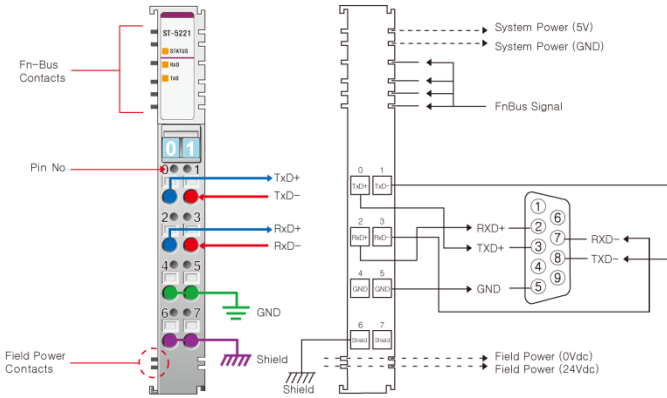 ST-5221
STATUS
RxD
TxD
Fn-Bus
Contacts
01
Pin No
0 1
TxD+
TxD-
2 3
RxD+
RxD-
4 5
GND
6 7
Shield
Field Power
Contacts
System Power (5V)
System Power (GND)
FnBus Signal
0 1
TxD+ TxD-
2 3
RxD+ RxD-
4 5
GND GND
6 7
Shield Shield
Shield
RXD+
TXD+
GND
1
2
3
4
5
6
7
8
9
RXD-
TXD-
Field Power (0Vdc)
Field Power (24Vdc)